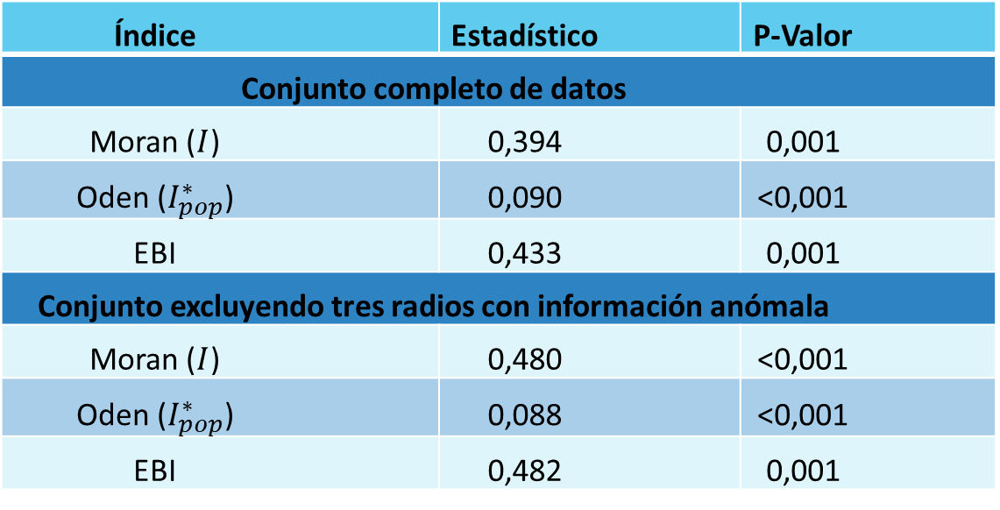 Índice Estadístico P-Valor
Conjunto completo de datos
Moran (𝐼) 0,394 0,001
Oden (𝐼*𝑝𝑜𝑝) 0,090 <0,001
EBI 0,433 0,001
Conjunto excluyendo tres radios con información anómala
Moran (𝐼) 0,480 <0,001
Oden (𝐼*𝑝𝑜𝑝) 0,088 <0,001
EBI 0,482 0,001